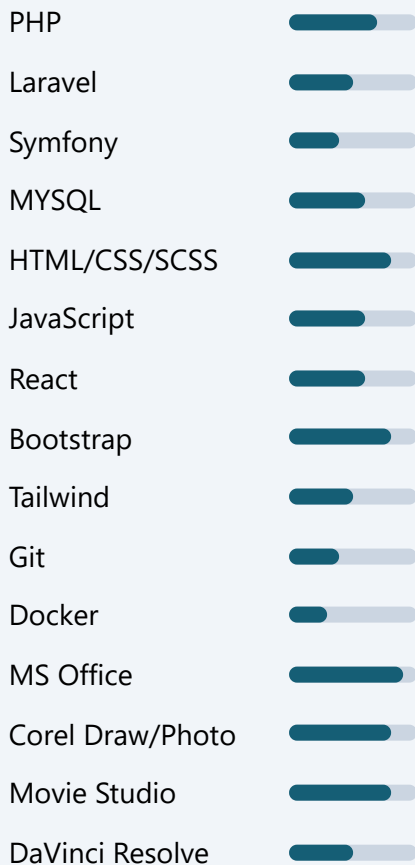 PHP
Laravel
Symfony
MYSQL
HTML/CSS/SCSS
JavaScript
React
Bootstrap
Tailwind
Git
Docker
MS Office
Corel Draw/Photo
Movie Studio
DaVinci Resolve